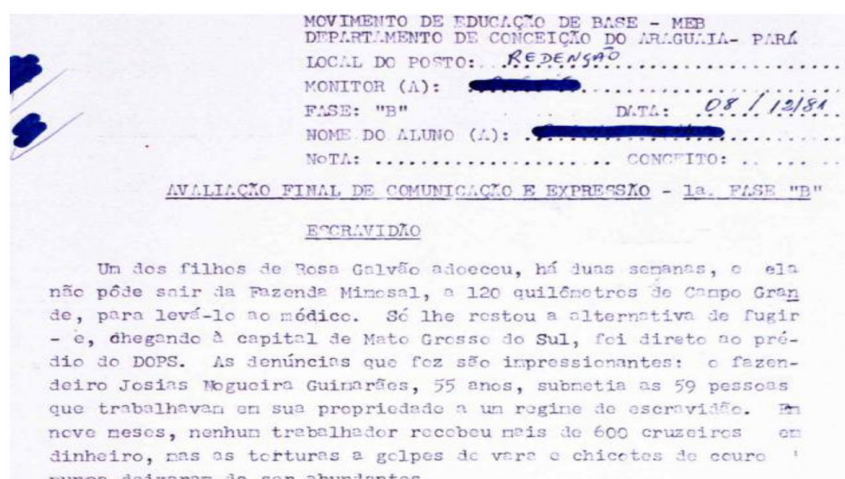 MOVIMENTO DE EDUCAÇÃO DE BASE - MEB
DEPARTAMENTO DE CONCEIÇÃO DO ARAGUAIA- PARÁ
LOCAL DO POSTO: REDENSÃO
MONITOR (A):
FASE: "B" DATA: 08 / 12/81
NOME DO ALUNO (A):
NOTA: CONCEITO:
AVALIAÇÃO FINAL DE COMUNICAÇÃO E EXPRESSÃO - 1a. FASE "B"
ESCRAVIDÃO
Um dos filhos de Rosa Galvão adoeceu, há duas semanas, e ela
não pôde sair da Fazenda Mimosal, a 120 quilômetros de Campo Gran
de, para levá-lo ao médico. Só lhe restou a alternativa de fugir
- e, chegando à capital de Mato Grosso do Sul, foi direto ao pré-
dio do DOPS. As denúncias que fez são impressionantes: o fazen-
deiro Josias Nogueira Guimarães, 55 anos, submetia as 59 pessoas
que trabalhavam em sua propriedade a um regime de escravidão. Em
nove meses, nenhum trabalhador recebeu mais de 600 cruzeiros em
dinheiro, mas as torturas a golpes de vara e chicotes de couro
nunca deixaram de ser abundantes.